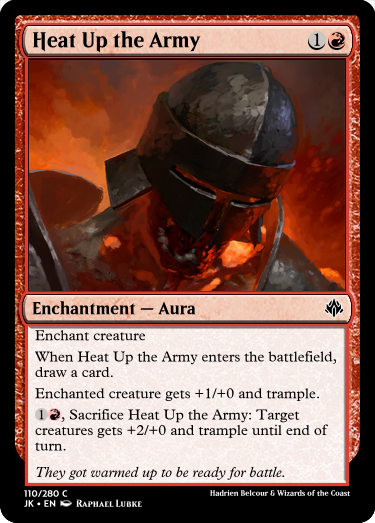 Heat Up the Army 1
Enchantment — Aura
Enchant creature
When Heat Up the Army enters the battlefield,
draw a card.
Enchanted creature gets +1/+0 and trample.
1R, Sacrifice Heat Up the Army: Target
creatures gets +2/+0 and trample until end of
turn.
They got warmed up to be ready for battle.
110/280 C
JK • EN Raphael Lubke
Hadrien Belcour & Wizards of the Coast